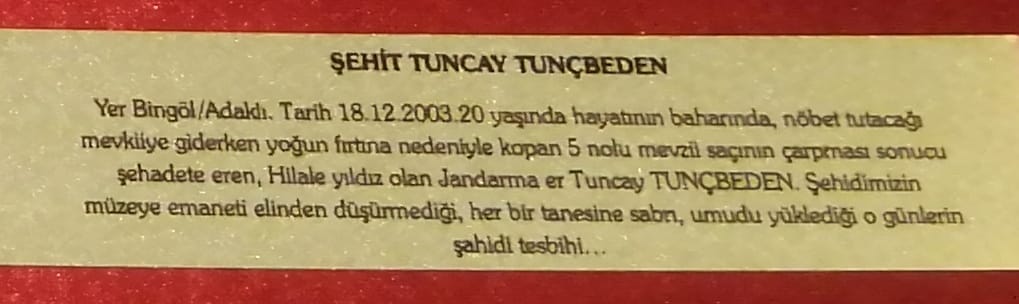 ŞEHİT TUNCAY TUNÇBEDEN
Yer Bingöl/Adaklı. Tarih 18.12.2003.20 yaşında hayatının baharında, nöbet tutacağı
mevkiiye giderken yoğun fırtına nedeniyle kopan 5 nolu mevzii saçının çarpması sonucu
şehadete eren, Hilale yıldız olan Jandarma er Tuncay TUNÇBEDEN. Şehidimizin
müzeye emaneti elinden düşürmediği, her bir tanesine sabrı, umudu yüklediği o günlerin
şahidi tesbihi...